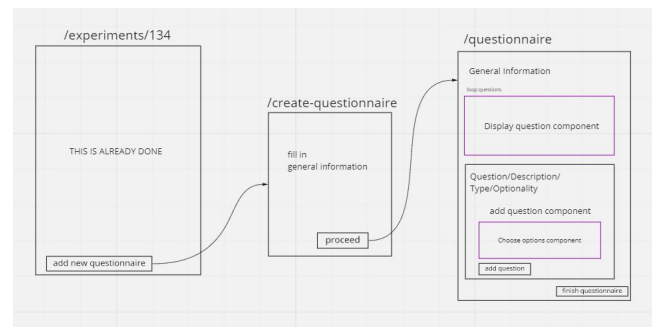 /experiments/134
THIS IS ALREADY DONE
add new questionnaire
/create-questionnaire
fill in
general information
proceed
/questionnaire
General Information
loop questions
Display question component
Question/Description/
Type/Optionality
add question component
Choose options component
add question
finish questionnaire